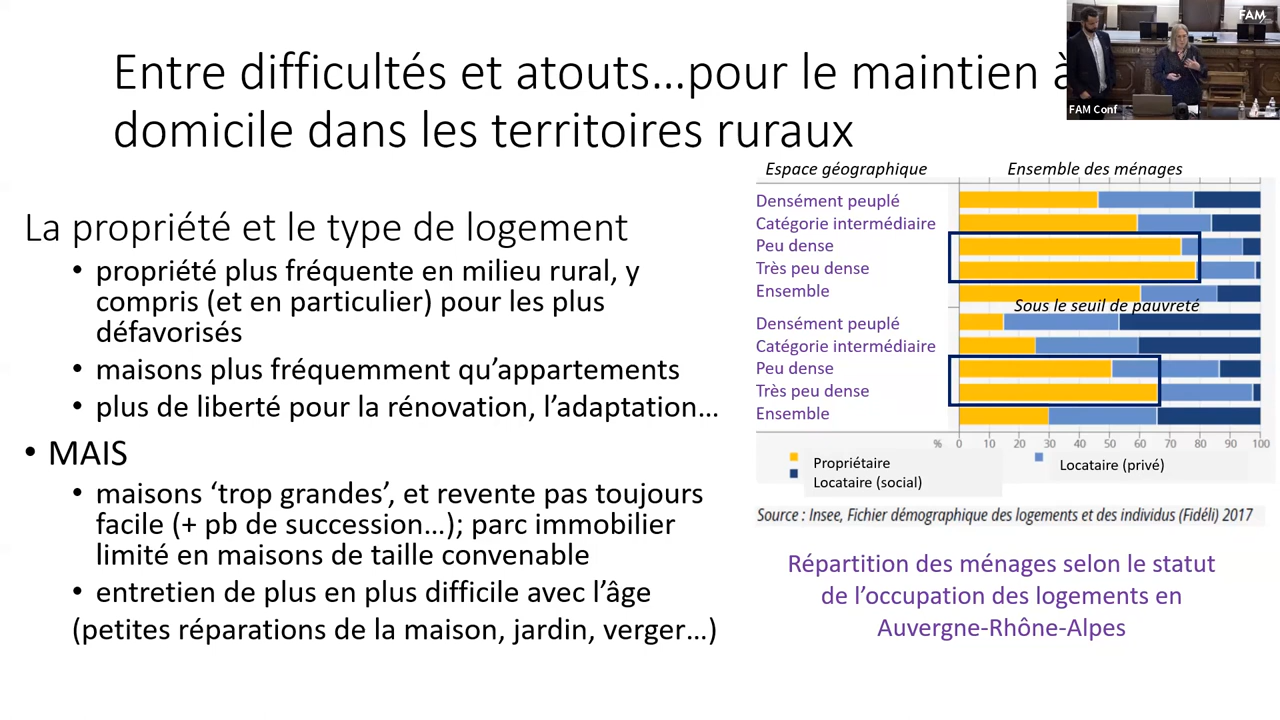 Entre difficultés et atouts…pour le maintien à
domicile dans les territoires ruraux
FAM
FAM Conf
La propriété et le type de logement
• propriété plus fréquente en milieu rural, y
compris (et en particulier) pour les plus
défavorisés
• maisons plus fréquemment qu’appartements
• plus de liberté pour la rénovation, l’adaptation…
• MAIS
• maisons ‘trop grandes’, et revente pas toujours
facile (+ pb de succession…); parc immobilier
limité en maisons de taille convenable
• entretien de plus en plus difficile avec l’âge
(petites réparations de la maison, jardin, verger…)
Espace géographique
Ensemble des ménages
Densément peuplé
Catégorie intermédiaire
Peu dense
Très peu dense
Ensemble
Sous le seuil de pauvreté
Densément peuplé
Catégorie intermédiaire
Peu dense
Très peu dense
Ensemble
% 0 10 20 30 40 50 60 70 80 90 100
Propriétaire
Locataire (privé)
Locataire (social)
Source : Insee, Fichier démographique des logements et des individus (Fidéli) 2017
Répartition des ménages selon le statut
de l’occupation des logements en
Auvergne-Rhône-Alpes